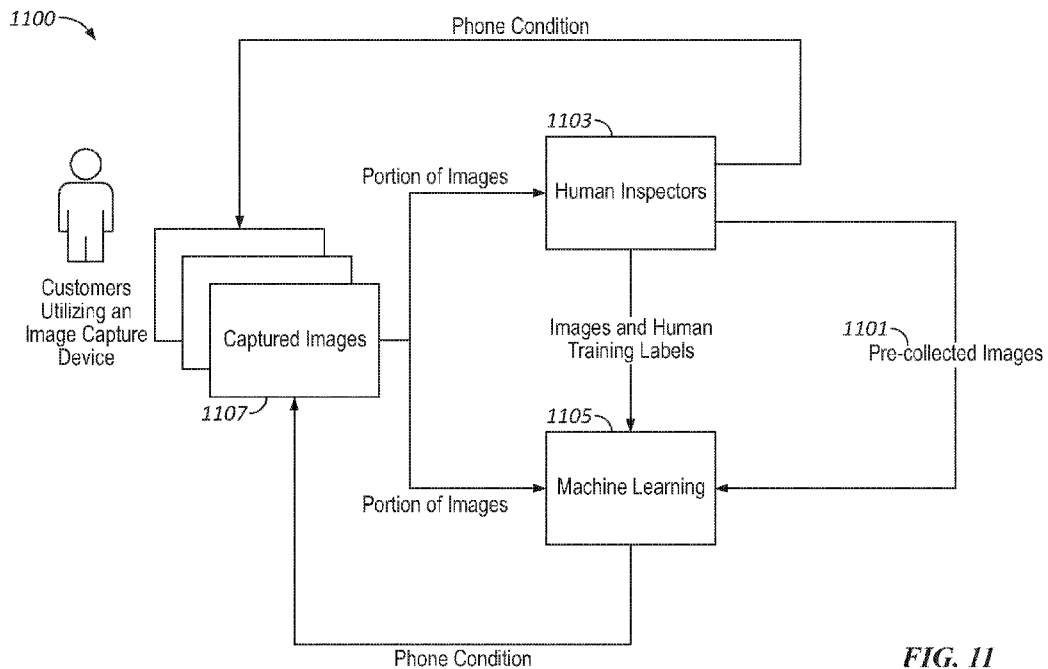 1100
Phone Condition
1103
Portion of Images
Human Inspectors
Customers
Utilizing an
Image Capture
Device
Captured Images
1107
Images and Human
Training Labels
1101
Pre-collected Images
1105
Machine Learning
Portion of Images
Phone Condition
FIG. 11